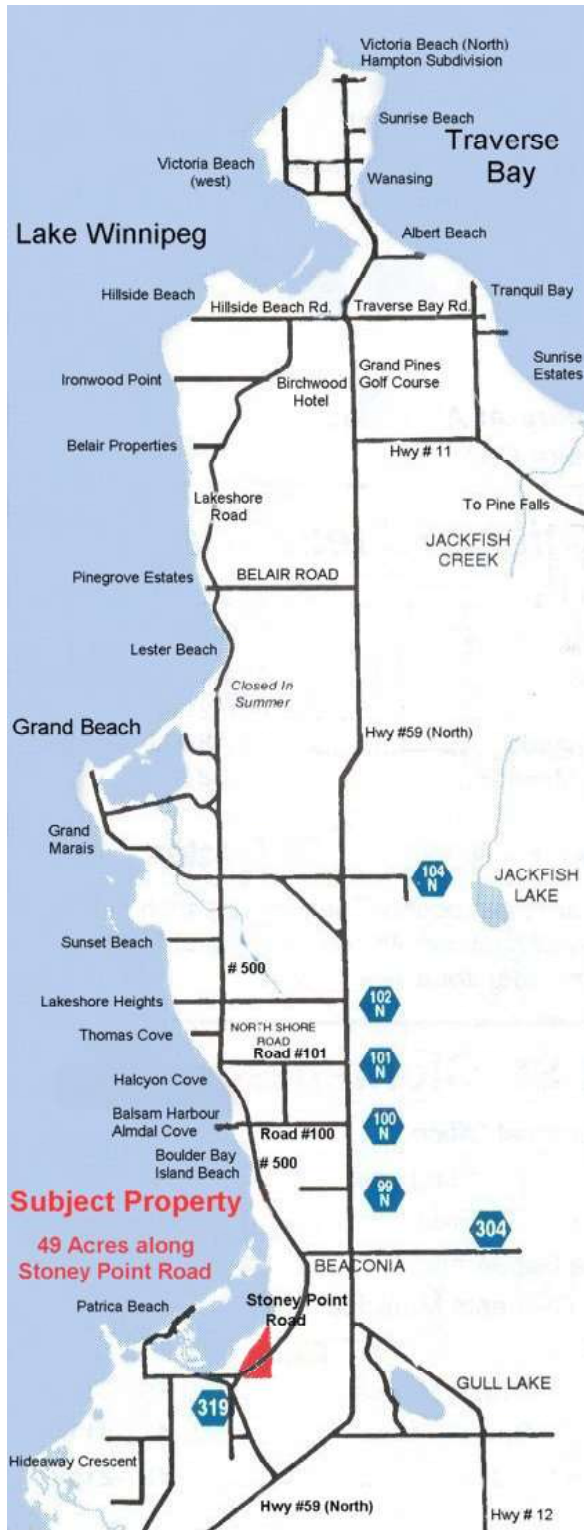 Victoria Beach (North)
Hampton Subdivision
Sunrise Beach
Traverse
Bay
Victoria Beach
(west)
Wanasing
Lake Winnipeg
Albert Beach
Hillside Beach
Tranquil Bay
Hillside Beach Rd.
Traverse Bay Rd.
Sunrise
Estates
Grand Pines
Golf Course
Ironwood Point
Birchwood
Hotel
Belair Properties
Hwy # 11
Lakeshore
Road
To Pine Falls
JACKFISH
CREEK
Pinegrove Estates
BELAIR ROAD
Lester Beach
Closed In
Summer
Grand Beach
Hwy #59 (North)
Grand
Marais
104
N
JACKFISH
LAKE
Sunset Beach
# 500
Lakeshore Heights
102
N
Thomas Cove
NORTH SHORE
ROAD
Road #101
101
N
Halcyon Cove
Balsam Harbour
Almdal Cove
Road #100
100
N
Boulder Bay
Island Beach
# 500
99
N
Subject Property
304
49 Acres along
Stoney Point Road
BEACONIA
Patrica Beach
Stoney Point
Road
GULL LAKE
319
Hideaway Crescent
Hwy #59 (North)
Hwy # 12